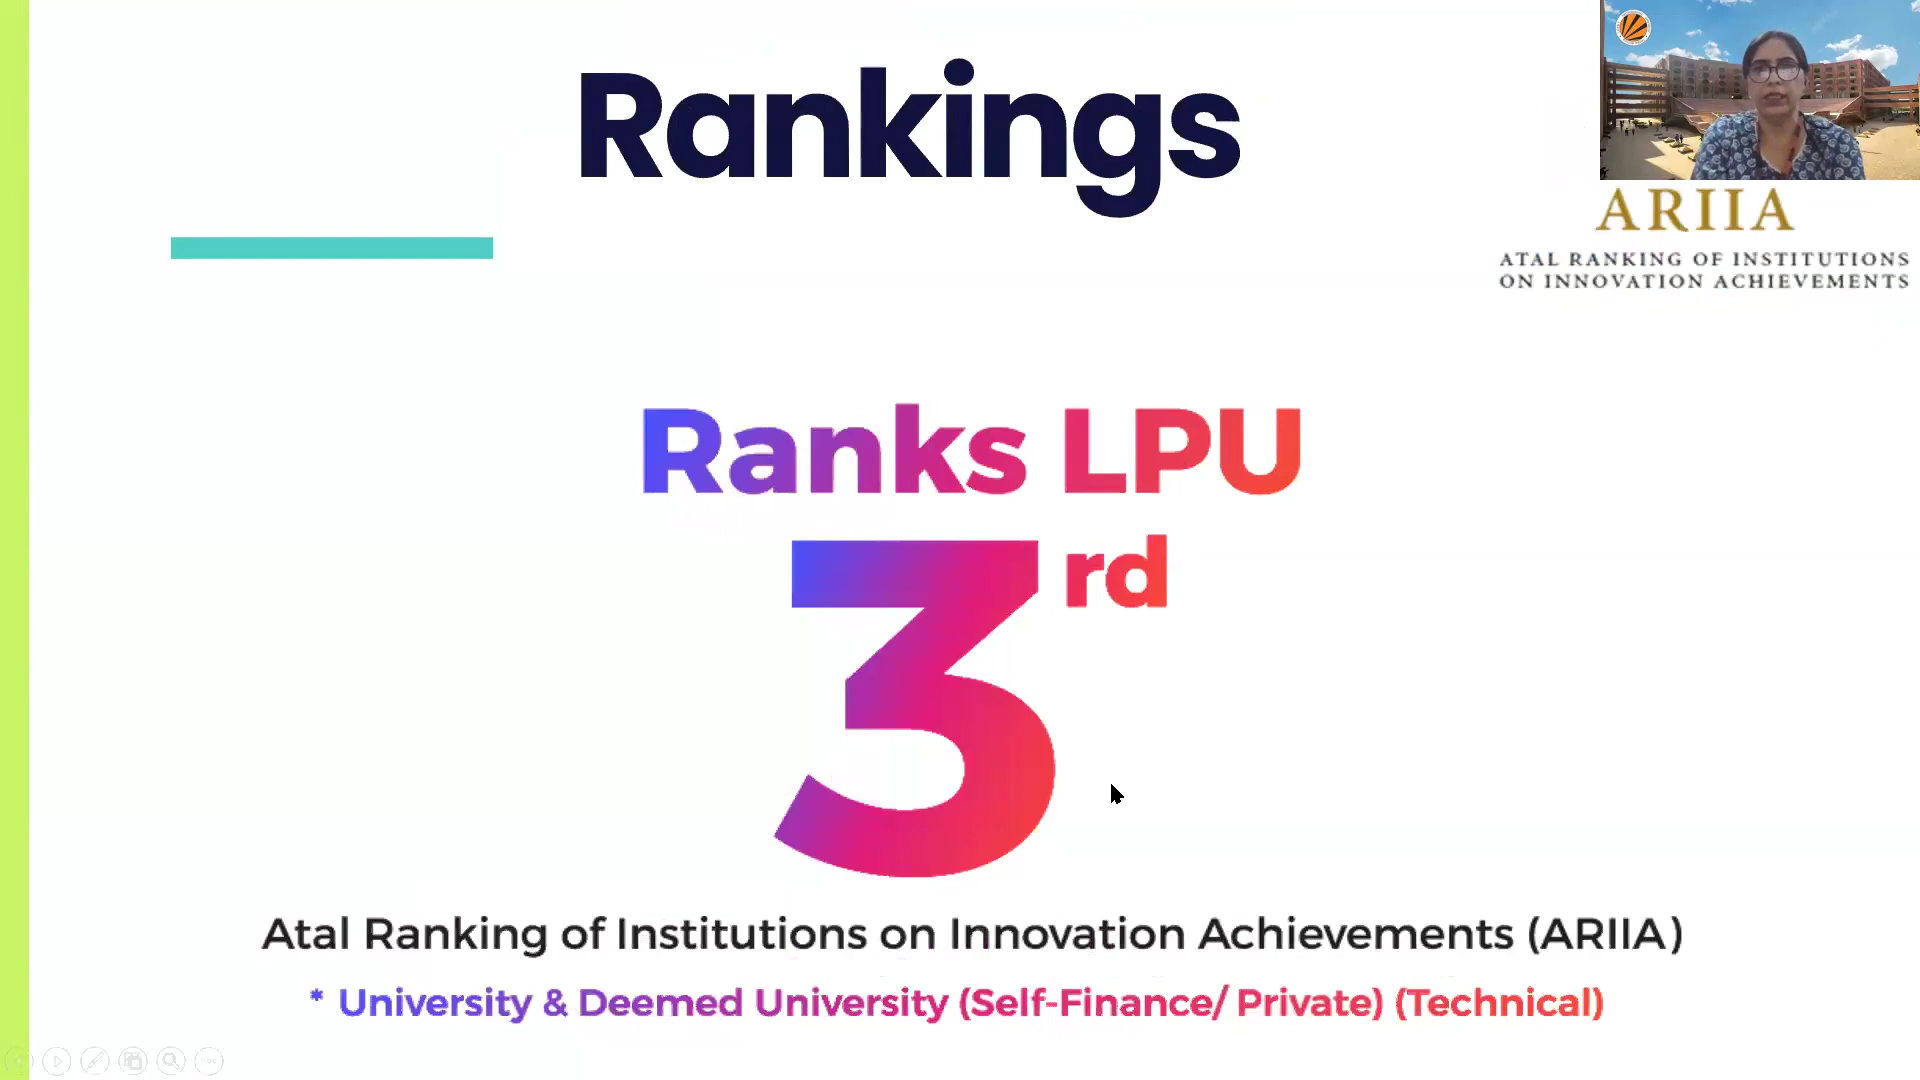 Rankings
ARIIA
ATAL RANKING OF INSTITUTIONS
ON INNOVATION ACHIEVEMENTS
Ranks LPU
3rd
Atal Ranking of Institutions on Innovation Achievements (ARIIA)
* University & Deemed University (Self-Finance/ Private) (Technical)